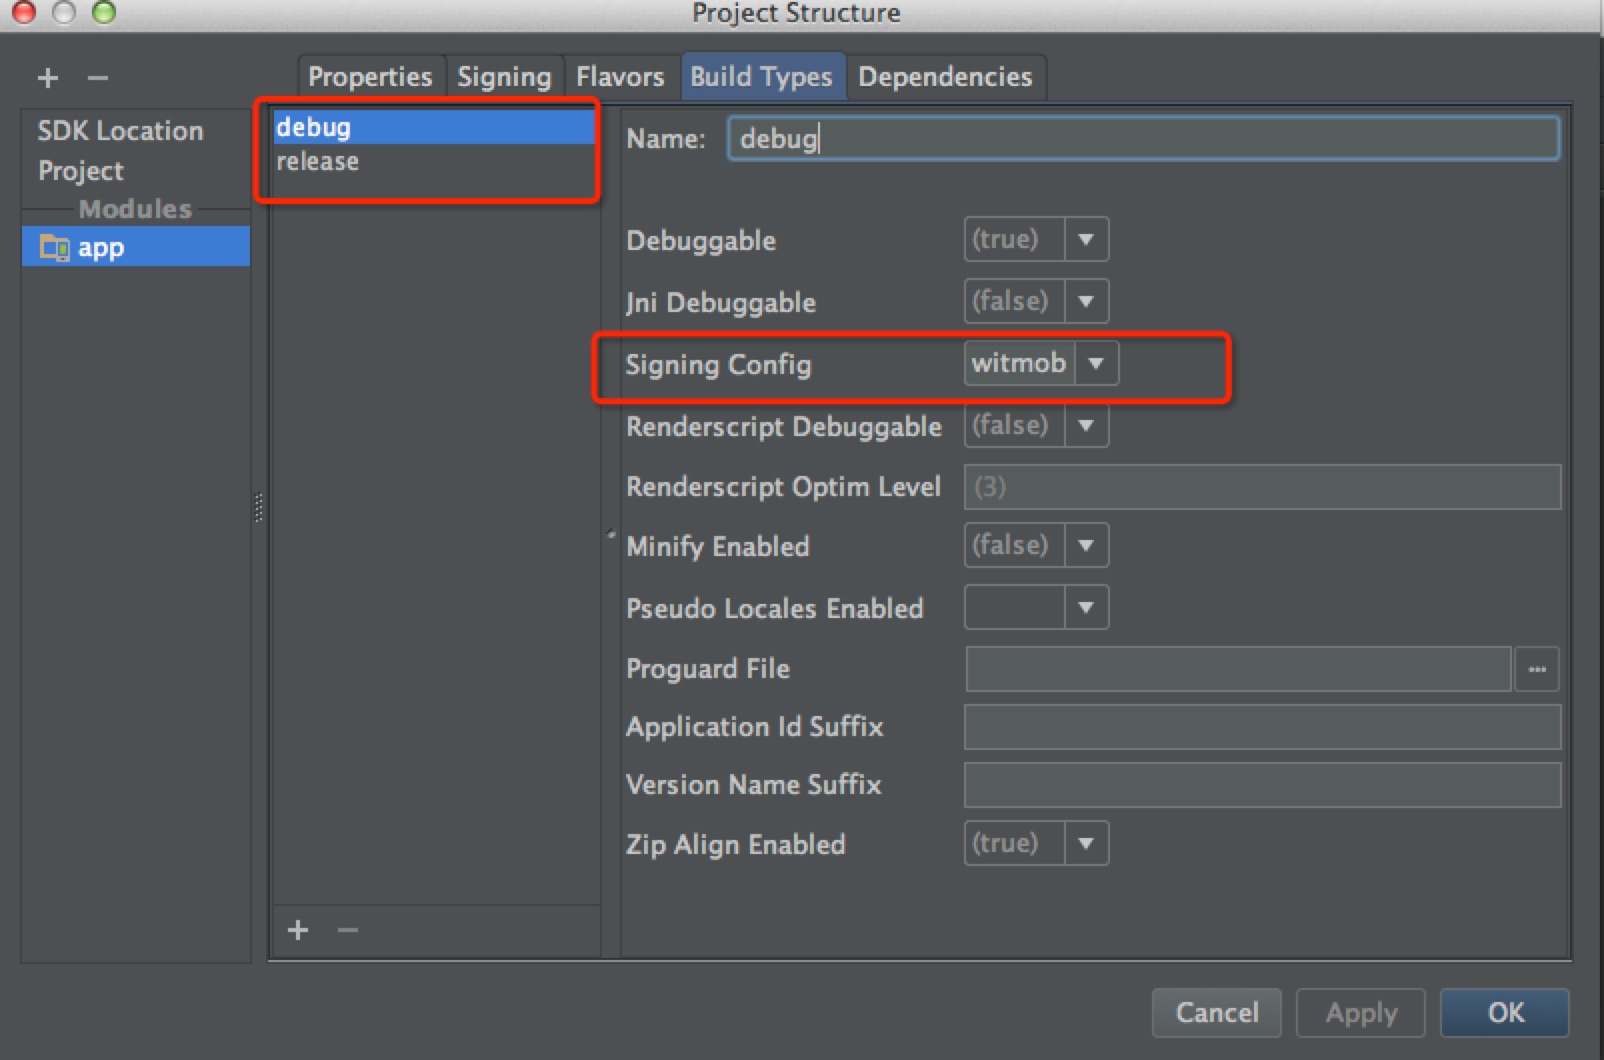 Project Structure
Properties Signing Flavors Build Types Dependencies
SDK Location
Project
Modules
app
debug
release
Name: debug
Debuggable (true)
Jni Debuggable (false)
Signing Config witmob
Renderscript Debuggable (false)
Renderscript Optim Level (3)
Minify Enabled (false)
Pseudo Locales Enabled
Proguard File ...
Application Id Suffix
Version Name Suffix
Zip Align Enabled (true)
Cancel Apply OK